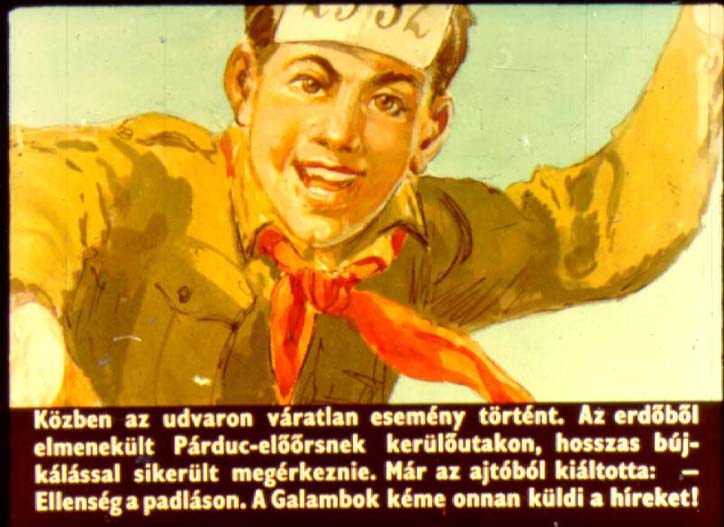 2532
Közben az udvaron váratlan esemény történt. Az erdőből
elmenekült Párduc-előőrsnek kerülőutakon, hosszas búj-
kálással sikerült megérkeznie. Már az ajtóból kiáltotta: —
Ellenség a padláson. A Galambok kéme onnan küldi a híreket!